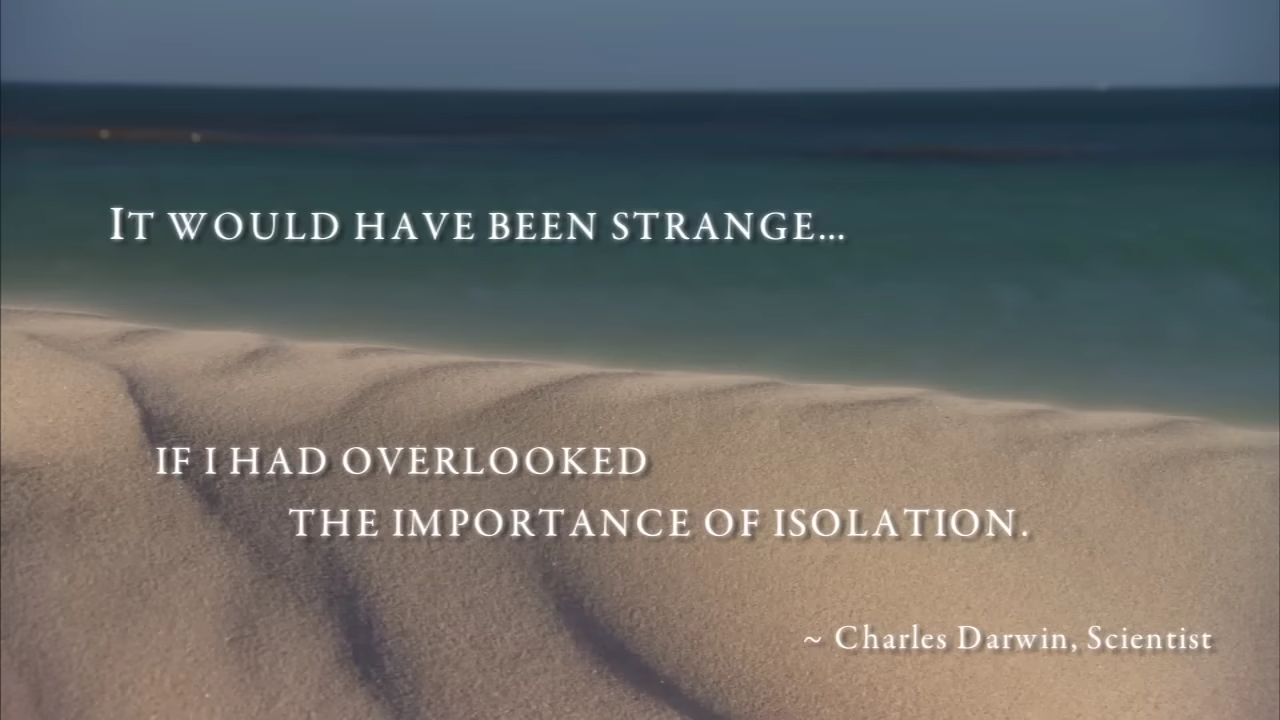 It would have been strange...
if I had overlooked
the importance of isolation.
~ Charles Darwin, Scientist